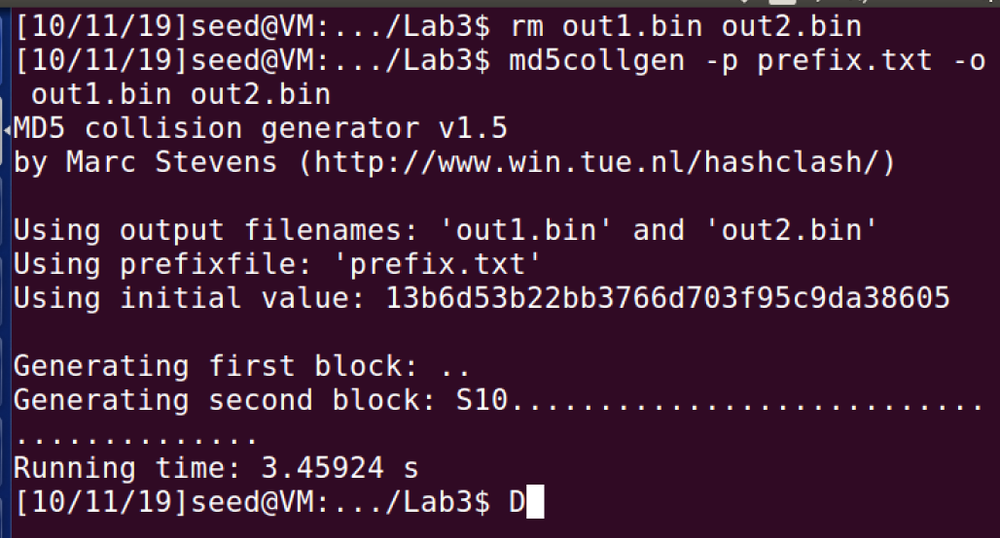 [10/11/19]seed@VM:.../Lab3$ rm out1.bin out2.bin
[10/11/19]seed@VM:.../Lab3$ md5collgen -p prefix.txt -o
 out1.bin out2.bin
MD5 collision generator v1.5
by Marc Stevens (http://www.win.tue.nl/hashclash/)

Using output filenames: 'out1.bin' and 'out2.bin'
Using prefixfile: 'prefix.txt'
Using initial value: 13b6d53b22bb3766d703f95c9da38605

Generating first block: ..
Generating second block: S10...........................
..............
Running time: 3.45924 s
[10/11/19]seed@VM:.../Lab3$ D